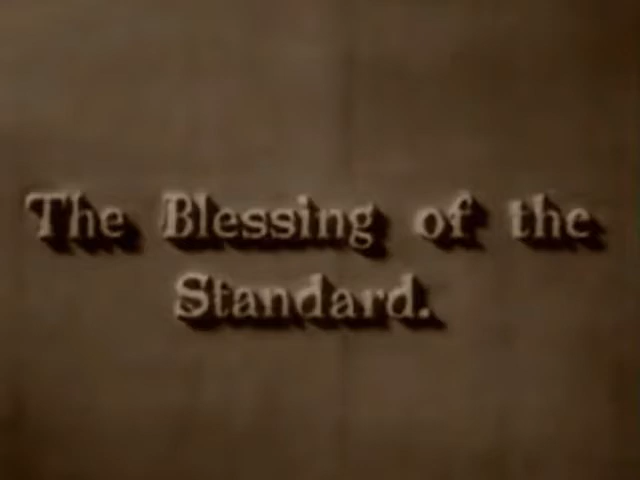 The Blessing of the
Standard.